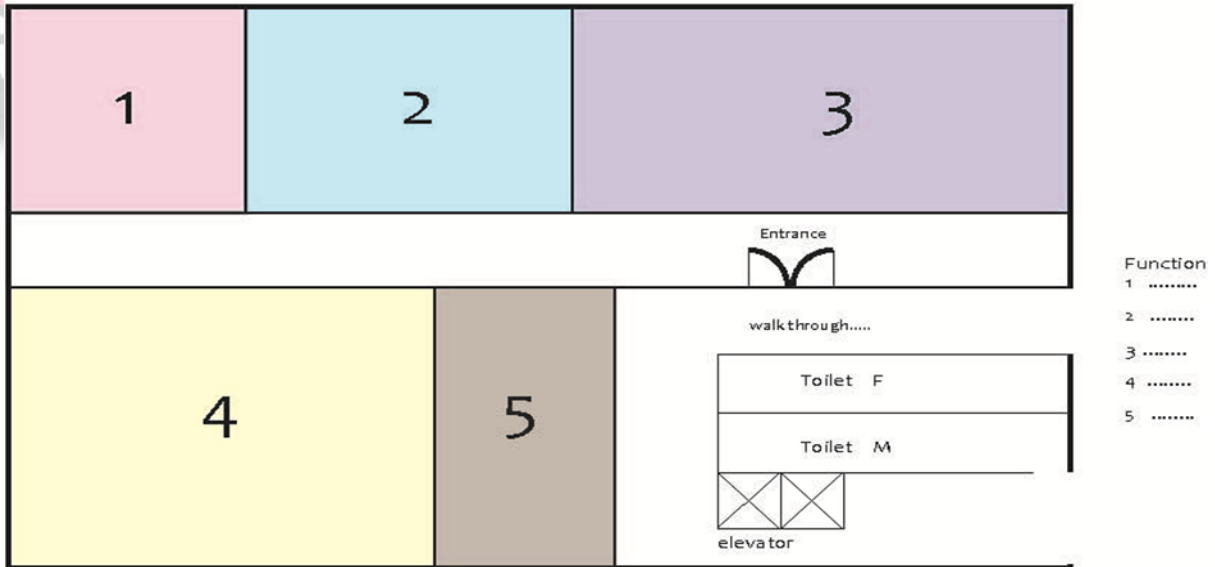 1
2
3
Entrance
walkthrough.....
4
5
Toilet F
Toilet M
elevator
Function
1 .........
2 ........
3 ........
4 ........
5 ........